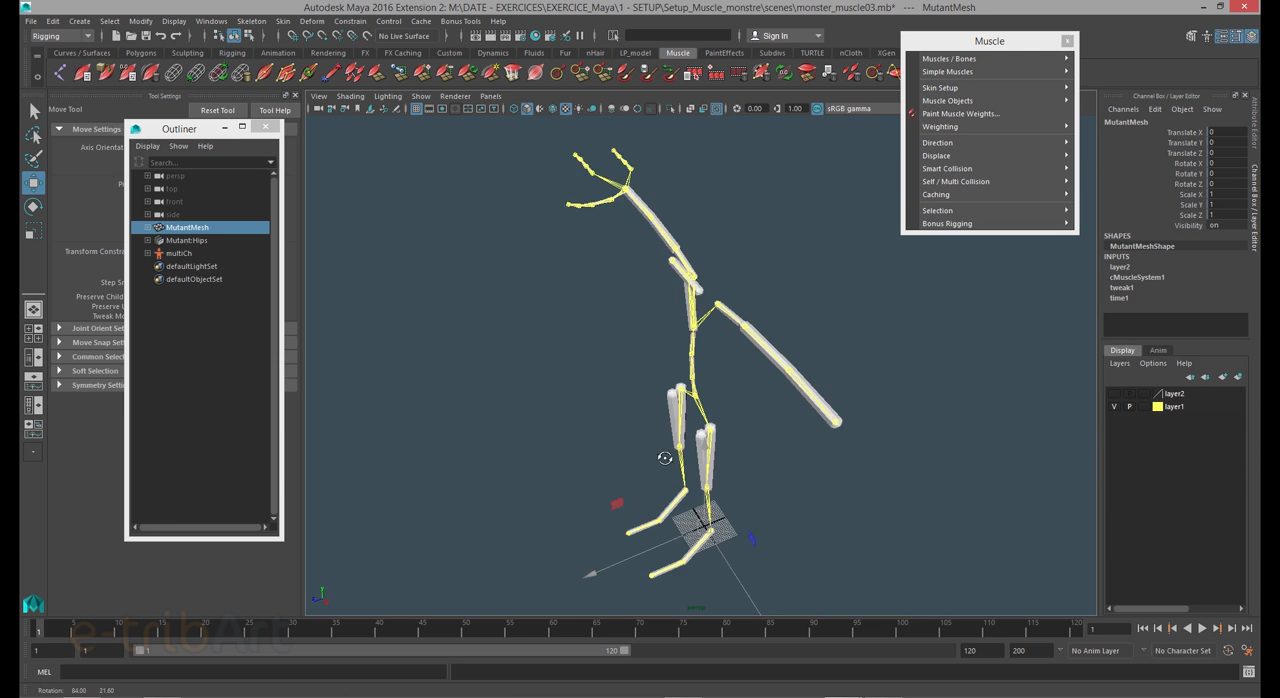 Autodesk Maya 2016 Extension 2: M:\DATE - EXERCICES\EXERCICE_Maya\1 - SETUP\Setup_Muscle_monstre\scenes\monster_muscle03.mb* --- MutantMesh
File Edit Create Select Modify Display Windows Skeleton Skin Deform Constrain Control Cache Bonus Tools Help
Rigging No Live Surface Sign In
Curves / Surfaces Polygons Sculpting Rigging Animation Rendering FX FX Caching Custom Dynamics Fluids Fur nHair LP_model Muscle PaintEffects Subdivs TURTLE nCloth XGen
Tool Settings
Move Tool Reset Tool Tool Help
Move Settings
Axis Orientat
Transform Constra
Step Sn
Preserve Child
Preserve U
Tweak Mo
Joint Orient Set
Move Snap Set
Common Selec
Soft Selection
Symmetry Setti
Outliner
Display Show Help
Search...
persp
top
front
side
MutantMesh
Mutant:Hips
multiCh
defaultLightSet
defaultObjectSet
View Shading Lighting Show Renderer Panels
0.00 1.00 sRGB gamma
persp
Muscle
Muscles / Bones
Simple Muscles
Skin Setup
Muscle Objects
Paint Muscle Weights...
Weighting
Direction
Displace
Smart Collision
Self / Multi Collision
Caching
Selection
Bonus Rigging
Channel Box / Layer Editor
Channels Edit Object Show
MutantMesh
Translate X 0
Translate Y 0
Translate Z 0
Rotate X 0
Rotate Y 0
Rotate Z 0
Scale X 1
Scale Y 1
Scale Z 1
Visibility on
SHAPES
MutantMeshShape
INPUTS
layer2
cMuscleSystem1
tweak1
time1
Display Anim
Layers Options Help
layer2
V P layer1
Attribute Editor
Channel Box / Layer Editor
5 10 15 20 25 30 35 40 45 50 55 60 65 70 75 80 85 90 95 100 105 110 115 120
1 1
1 1 1 120 120 200 No Anim Layer No Character Set
MEL
Rotation: 84.00 21.60
e-tribArt